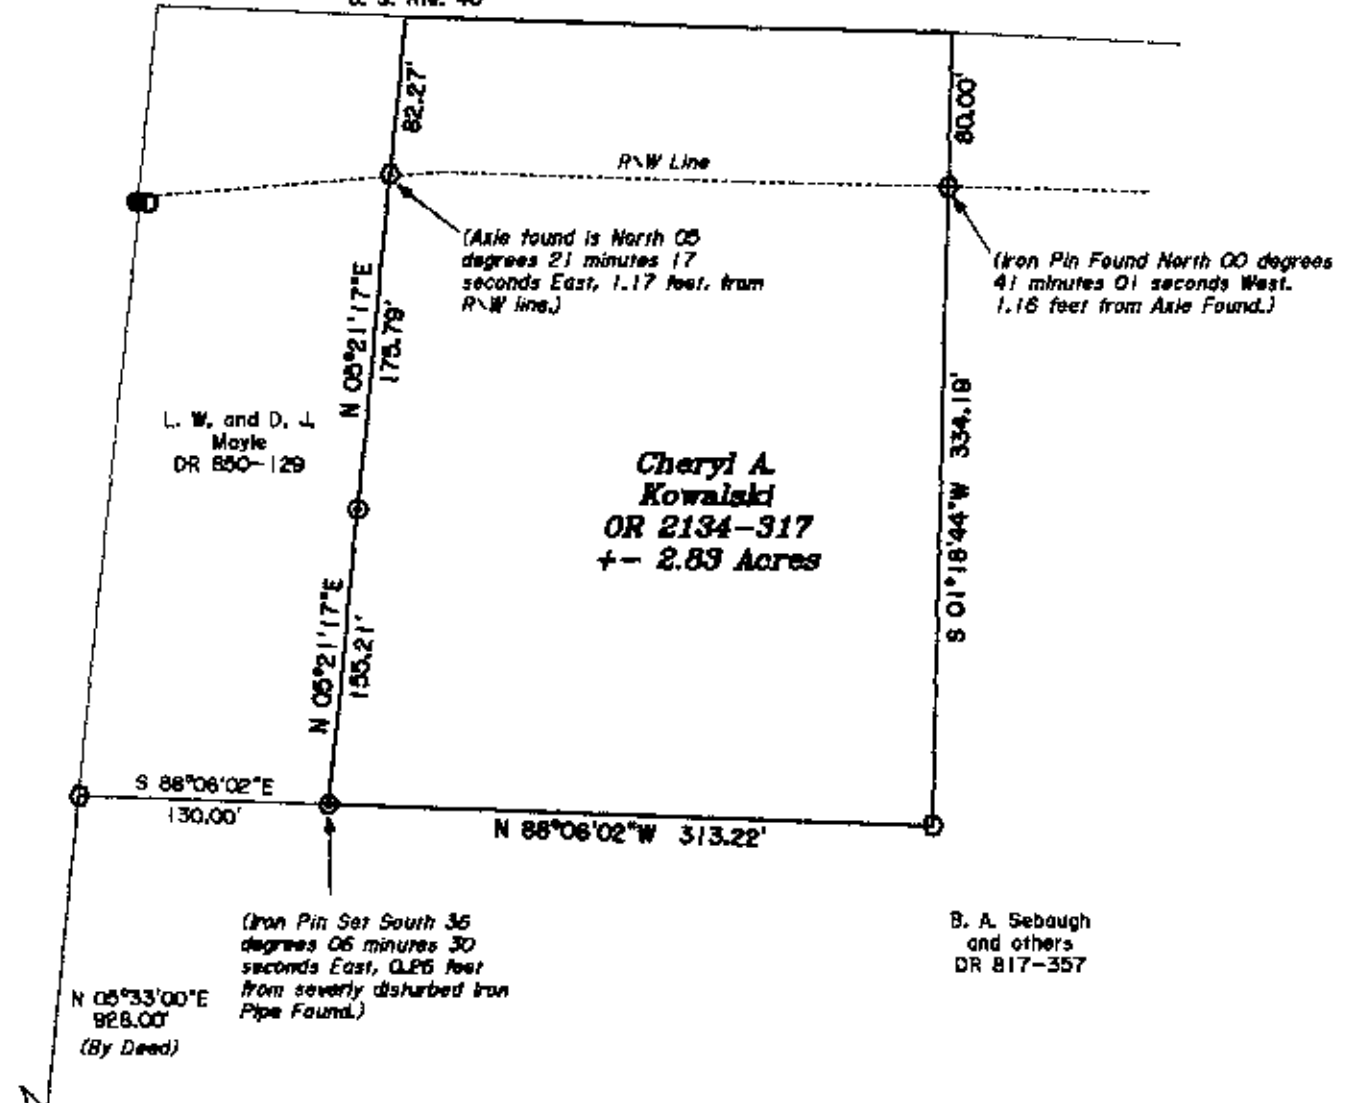 82.27'
80.00'
R\W Line
(Axle found is North 05
degrees 21 minutes 17
seconds East, 1.17 feet, from
R\W line.)
(Iron Pin Found North 00 degrees
41 minutes 01 seconds West.
1.16 feet from Axle Found.)
N 05°21'17"E
175.79'
S 01°18'44"W 334.19'
L. W. and D. J.
Moyle
DR 850-129
Cheryl A.
Kowalski
OR 2134-317
+- 2.83 Acres
N 05°21'17"E
155.21'
S 88°06'02"E
130.00'
N 88°06'02"W 313.22'
(Iron Pin Set South 36
degrees 06 minutes 30
seconds East, 0.26 feet
from severly disturbed Iron
Pipe Found.)
B. A. Sebaugh
and others
DR 817-357
N 05°33'00"E
928.00'
(By Deed)